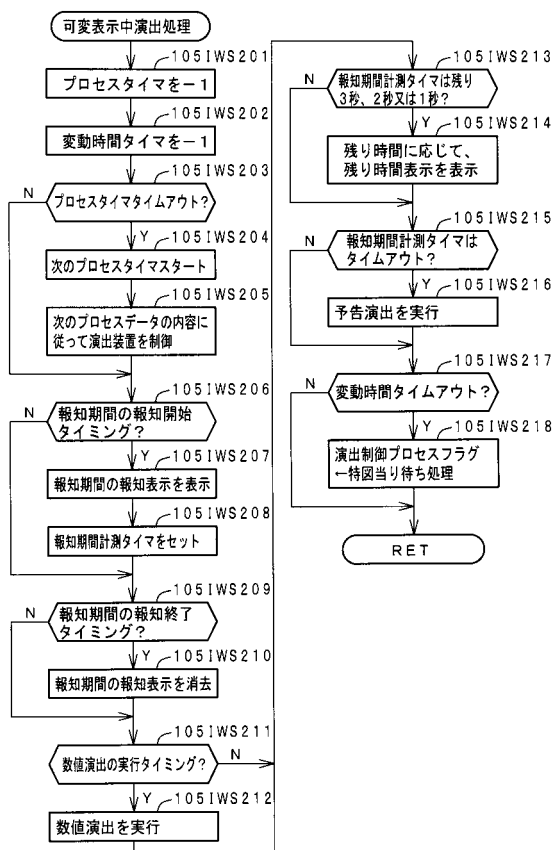 可変表示中演出処理
105IWS201
プロセスタイマを－1
105IWS202
変動時間タイマを－1
105IWS203
N
プロセスタイマタイムアウト？
Y
105IWS204
次のプロセスタイマスタート
105IWS205
次のプロセスデータの内容に
従って演出装置を制御
105IWS206
N
報知期間の報知開始
タイミング？
Y
105IWS207
報知期間の報知表示を表示
105IWS208
報知期間計測タイマをセット
105IWS209
N
報知期間の報知終了
タイミング？
Y
105IWS210
報知期間の報知表示を消去
105IWS211
数値演出の実行タイミング？
N
Y
105IWS212
数値演出を実行
105IWS213
N
報知期間計測タイマは残り
3秒、2秒又は1秒？
Y
105IWS214
残り時間に応じて、
残り時間表示を表示
105IWS215
N
報知期間計測タイマは
タイムアウト？
Y
105IWS216
予告演出を実行
105IWS217
N
変動時間タイムアウト？
Y
105IWS218
演出制御プロセスフラグ
←特図当り待ち処理
RET